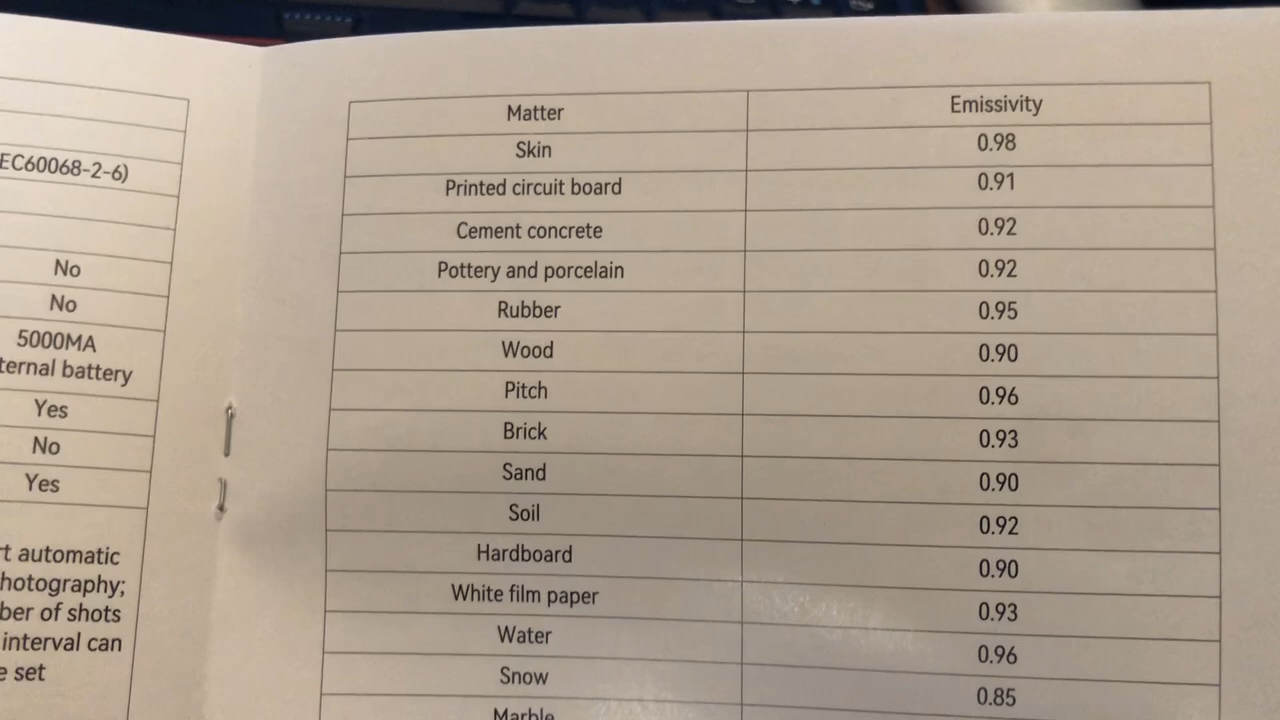 EC60068-2-6)
No
No
5000MA
ternal battery
Yes
No
Yes
rt automatic
hotography;
ber of shots
interval can
e set
Matter Emissivity
Skin 0.98
Printed circuit board 0.91
Cement concrete 0.92
Pottery and porcelain 0.92
Rubber 0.95
Wood 0.90
Pitch 0.96
Brick 0.93
Sand 0.90
Soil 0.92
Hardboard 0.90
White film paper 0.93
Water 0.96
Snow 0.85
Marble